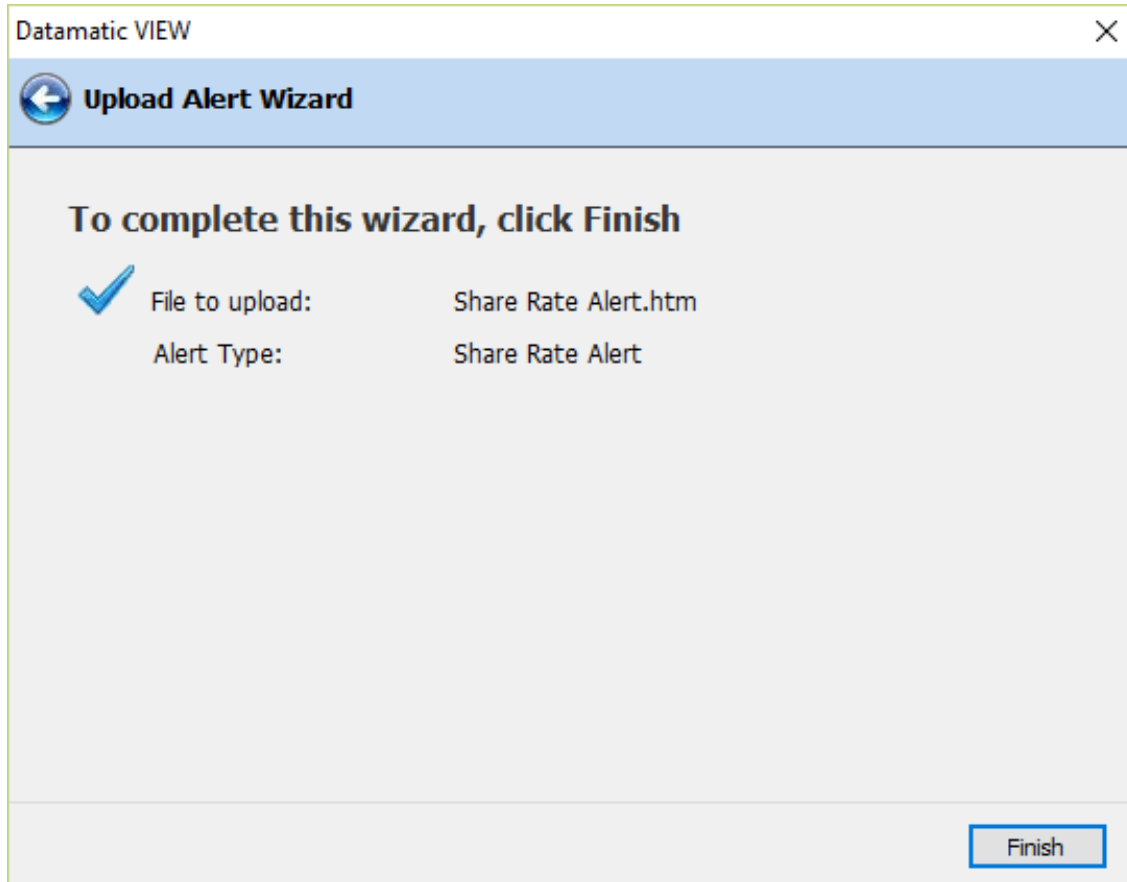 Datamatic VIEW
Upload Alert Wizard
To complete this wizard, click Finish
File to upload: Share Rate Alert.htm
Alert Type: Share Rate Alert
Finish